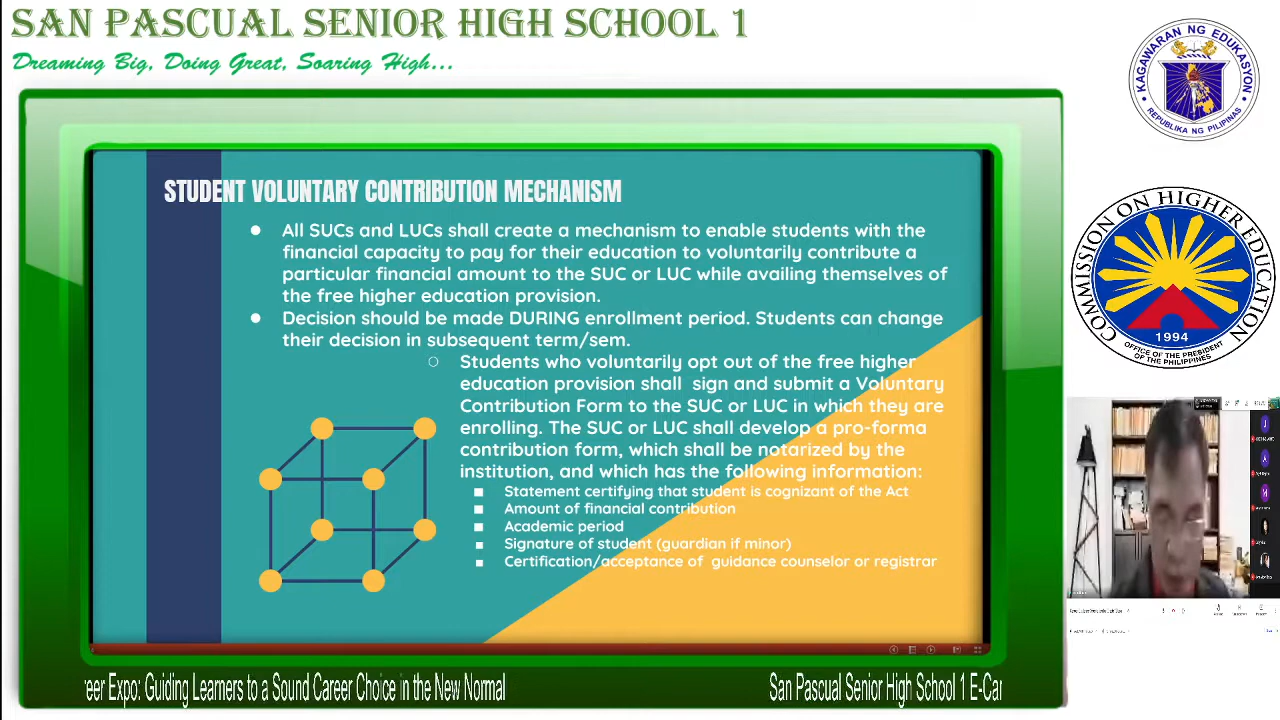 SAN PASCUAL SENIOR HIGH SCHOOL 1
Dreaming Big, Doing Great, Soaring High...
KAGAWARAN NG EDUKASYON
REPUBLIKA NG PILIPINAS
STUDENT VOLUNTARY CONTRIBUTION MECHANISM
● All SUCs and LUCs shall create a mechanism to enable students with the
financial capacity to pay for their education to voluntarily contribute a
particular financial amount to the SUC or LUC while availing themselves of
the free higher education provision.
● Decision should be made DURING enrollment period. Students can change
their decision in subsequent term/sem.
○ Students who voluntarily opt out of the free higher
education provision shall sign and submit a Voluntary
Contribution Form to the SUC or LUC in which they are
enrolling. The SUC or LUC shall develop a pro-forma
contribution form, which shall be notarized by the
institution, and which has the following information:
■ Statement certifying that student is cognizant of the Act
■ Amount of financial contribution
■ Academic period
■ Signature of student (guardian if minor)
■ Certification/acceptance of guidance counselor or registrar
COMMISSION ON HIGHER EDUCATION
1994
OFFICE OF THE PRESIDENT
OF THE PHILIPPINES
J
A
M
reer Expo: Guiding Learners to a Sound Career Choice in the New Normal
San Pascual Senior High School 1 E-Car